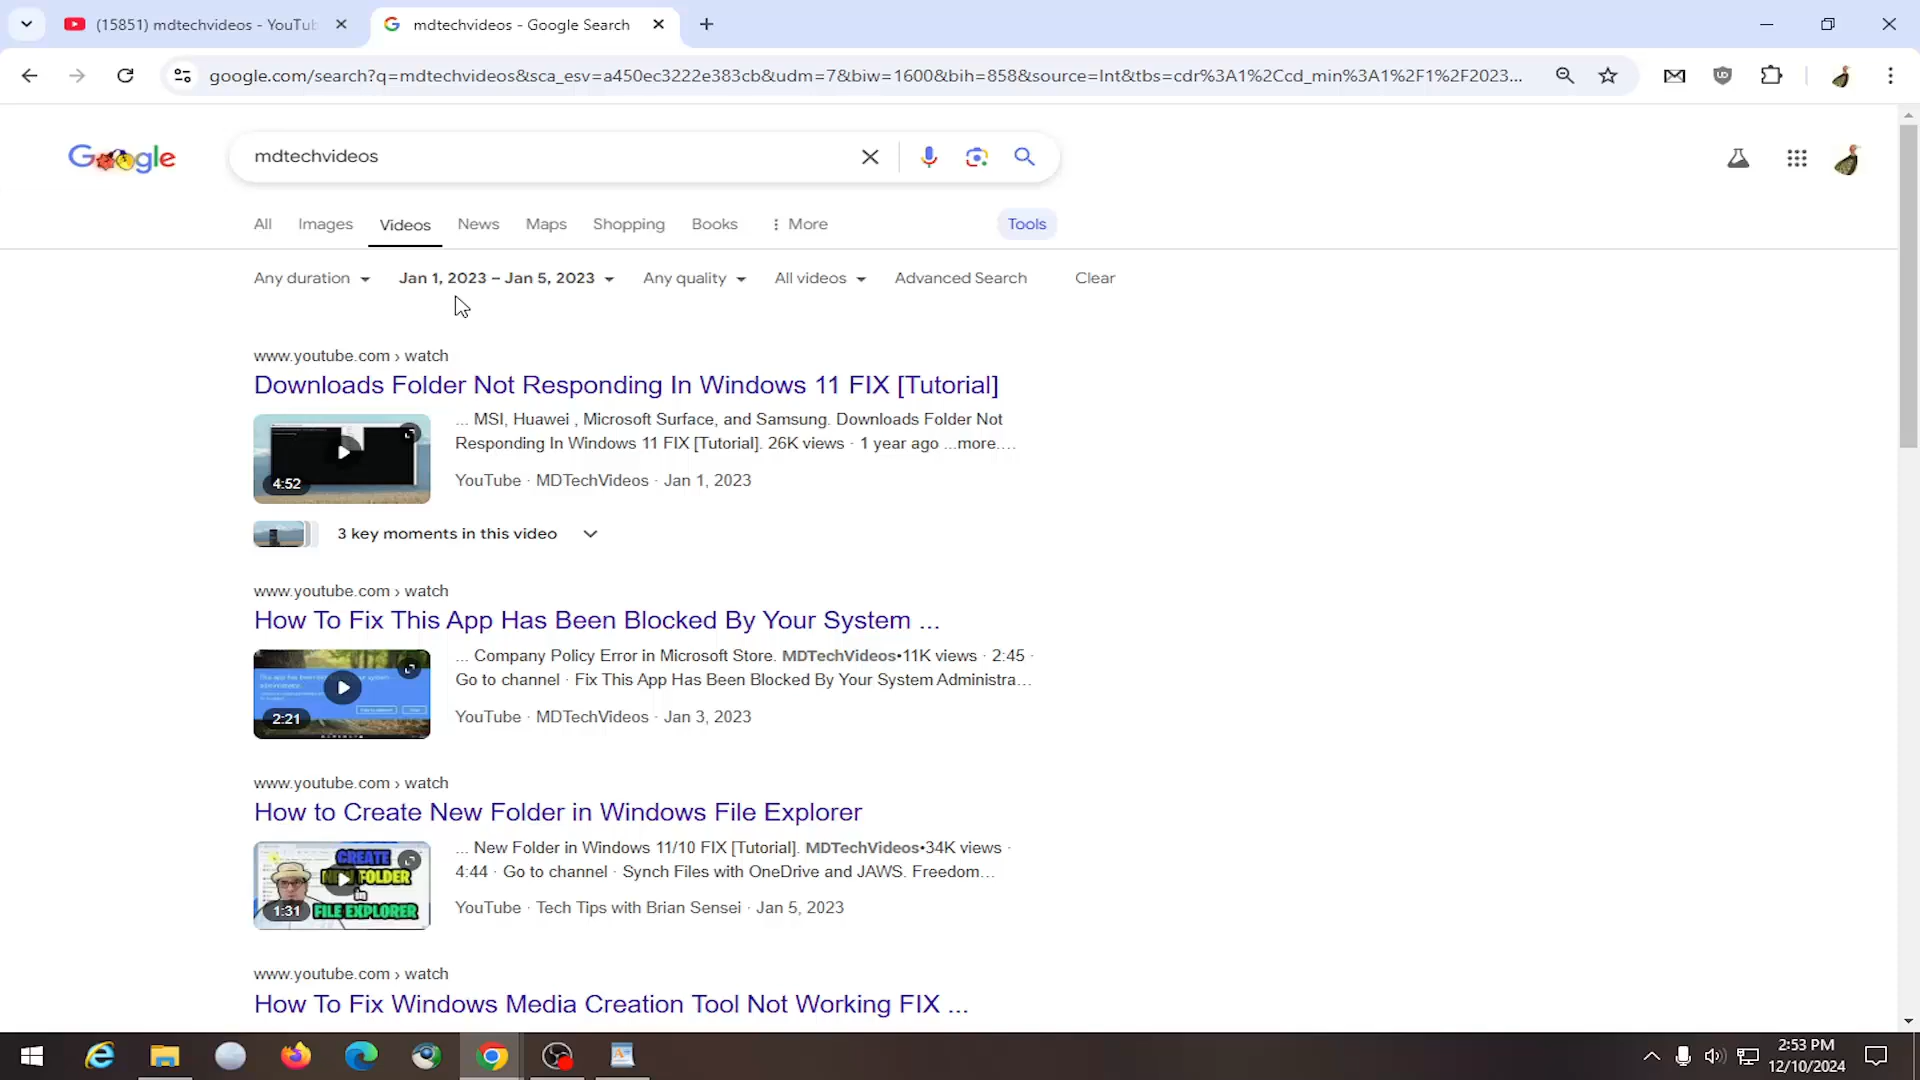 (15851) mdtechvideos - YouTub
mdtechvideos - Google Search
google.com/search?q=mdtechvideos&sca_esv=a450ec3222e383cb&udm=7&biw=1600&bih=858&source=lnt&tbs=cdr%3A1%2Ccd_min%3A1%2F1%2F2023...
Google
mdtechvideos
All Images Videos News Maps Shopping Books More Tools
Any duration Jan 1, 2023 – Jan 5, 2023 Any quality All videos Advanced Search Clear
www.youtube.com › watch
Downloads Folder Not Responding In Windows 11 FIX [Tutorial]
... MSI, Huawei , Microsoft Surface, and Samsung. Downloads Folder Not
Responding In Windows 11 FIX [Tutorial]. 26K views · 1 year ago ...more....
4:52
YouTube · MDTechVideos · Jan 1, 2023
3 key moments in this video
www.youtube.com › watch
How To Fix This App Has Been Blocked By Your System ...
... Company Policy Error in Microsoft Store. MDTechVideos•11K views · 2:45 ·
Go to channel · Fix This App Has Been Blocked By Your System Administra...
2:21
YouTube · MDTechVideos · Jan 3, 2023
www.youtube.com › watch
How to Create New Folder in Windows File Explorer
... New Folder in Windows 11/10 FIX [Tutorial]. MDTechVideos•34K views ·
4:44 · Go to channel · Synch Files with OneDrive and JAWS. Freedom...
CREATE
NEW FOLDER
in
FILE EXPLORER
1:31
YouTube · Tech Tips with Brian Sensei · Jan 5, 2023
www.youtube.com › watch
How To Fix Windows Media Creation Tool Not Working FIX ...
2:53 PM
12/10/2024